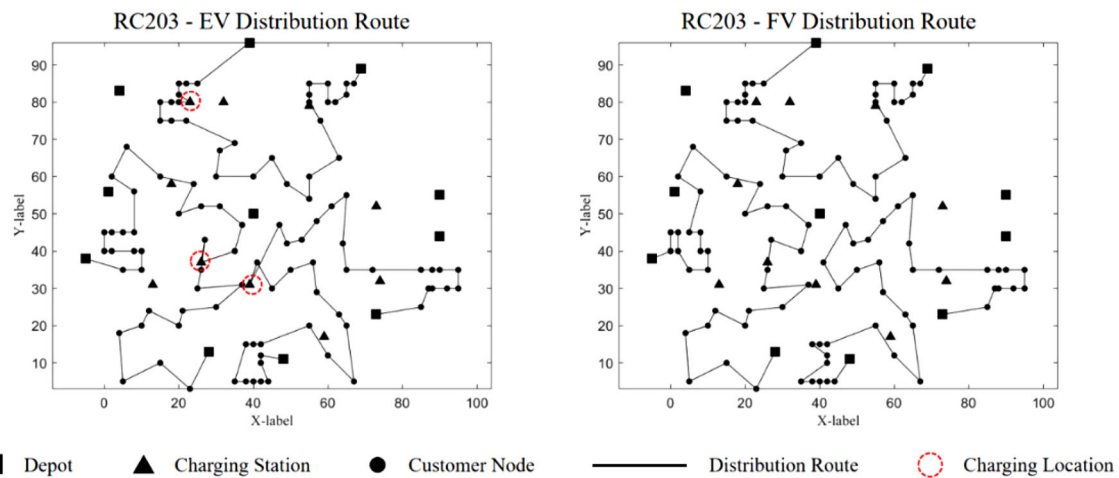 RC203 - EV Distribution Route
90
80
70
60
50
40
30
20
10
Y-label
0 20 40 60 80 100
X-label
RC203 - FV Distribution Route
90
80
70
60
50
40
30
20
10
Y-label
0 20 40 60 80 100
X-label
Depot Charging Station Customer Node Distribution Route Charging Location